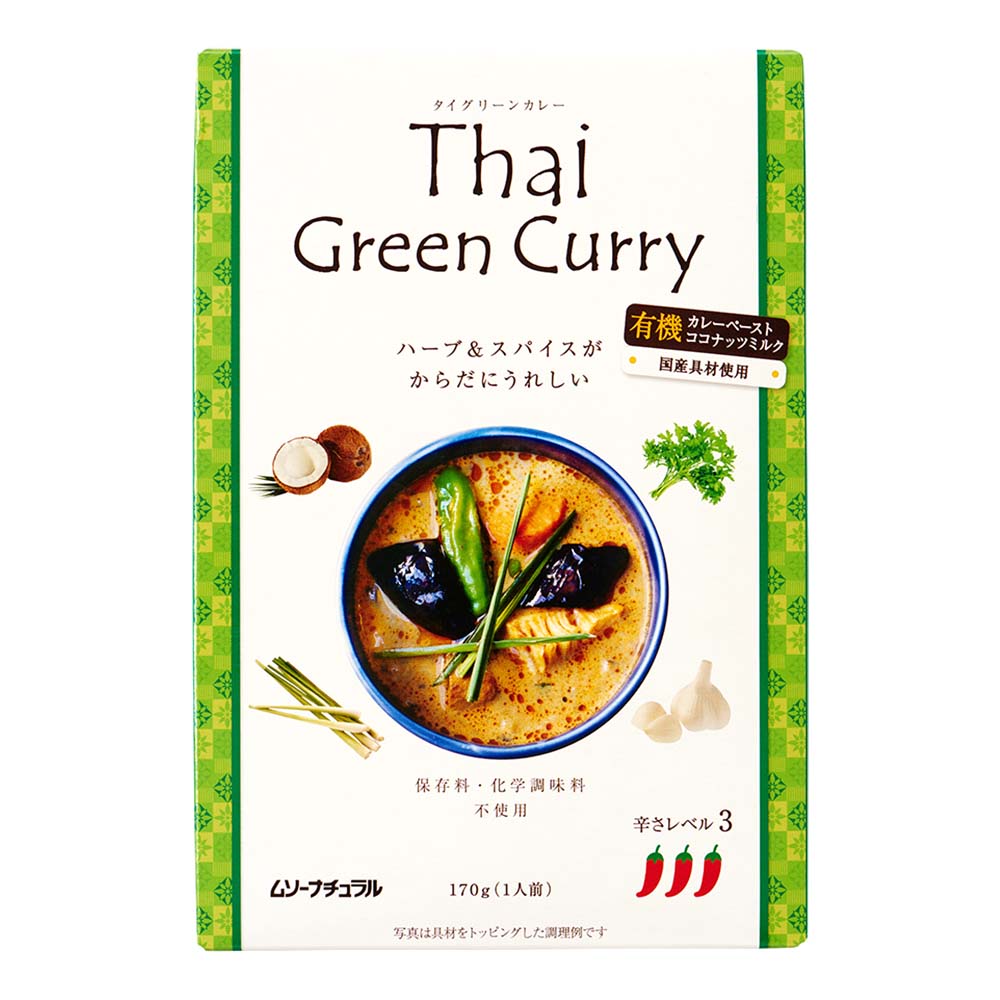 タイグリーンカレー
Thai
Green Curry
有機 カレーペースト
ココナッツミルク
国産具材使用
ハーブ&スパイスが
からだにうれしい
保存料・化学調味料
不使用
辛さレベル 3
ムソーナチュラル
170g(1人前)
写真は具材をトッピングした調理例です